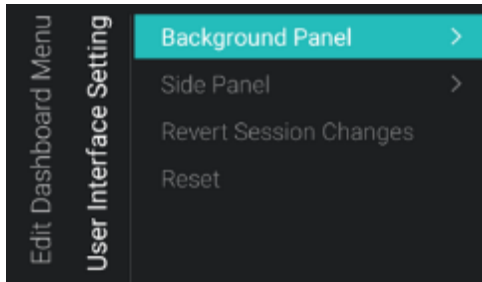 Edit Dashboard Menu
User Interface Setting
Background Panel
Side Panel
Revert Session Changes
Reset